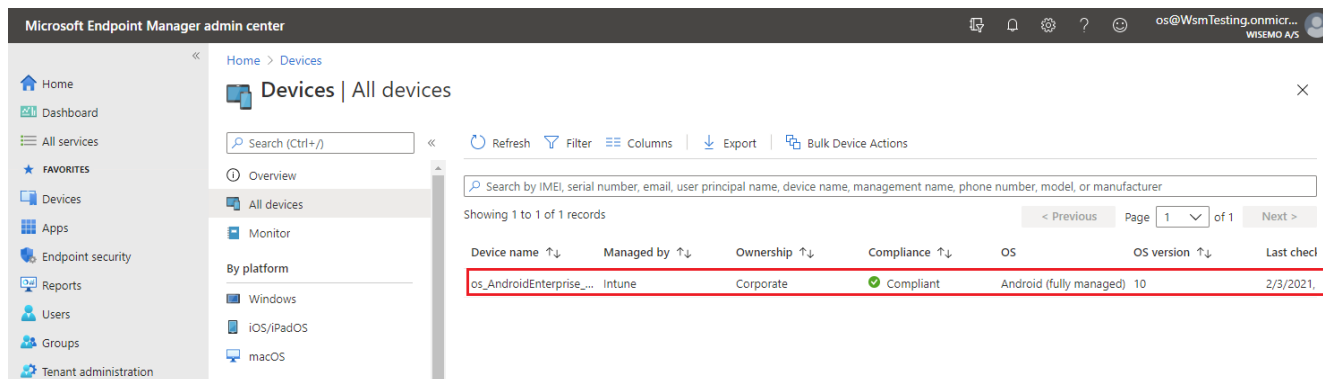 Microsoft Endpoint Manager admin center
os@WsmTesting.onmicr...
WISEMO A/S
«
Home
Dashboard
All services
FAVORITES
Devices
Apps
Endpoint security
Reports
Users
Groups
Tenant administration
Home > Devices
Devices | All devices
Search (Ctrl+/)
«
Overview
All devices
Monitor
By platform
Windows
iOS/iPadOS
macOS
Refresh Filter Columns Export Bulk Device Actions
Search by IMEI, serial number, email, user principal name, device name, management name, phone number, model, or manufacturer
Showing 1 to 1 of 1 records
< Previous Page 1 of 1 Next >
Device name ↑↓ Managed by ↑↓ Ownership ↑↓ Compliance ↑↓ OS OS version ↑↓ Last check
os_AndroidEnterprise_... Intune Corporate Compliant Android (fully managed) 10 2/3/2021,